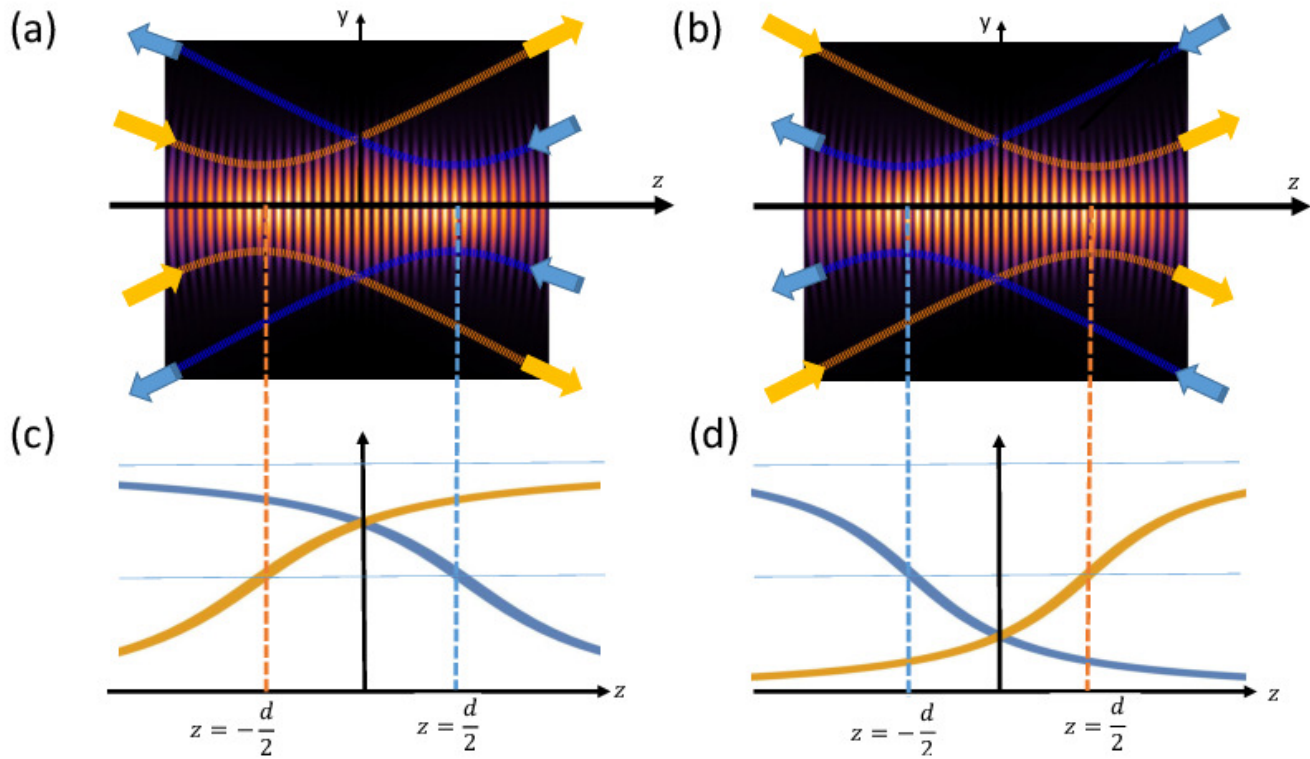 (a)
y
z
(b)
y
z
(c)
z
z = -d/2
z = d/2
(d)
z
z = -d/2
z = d/2